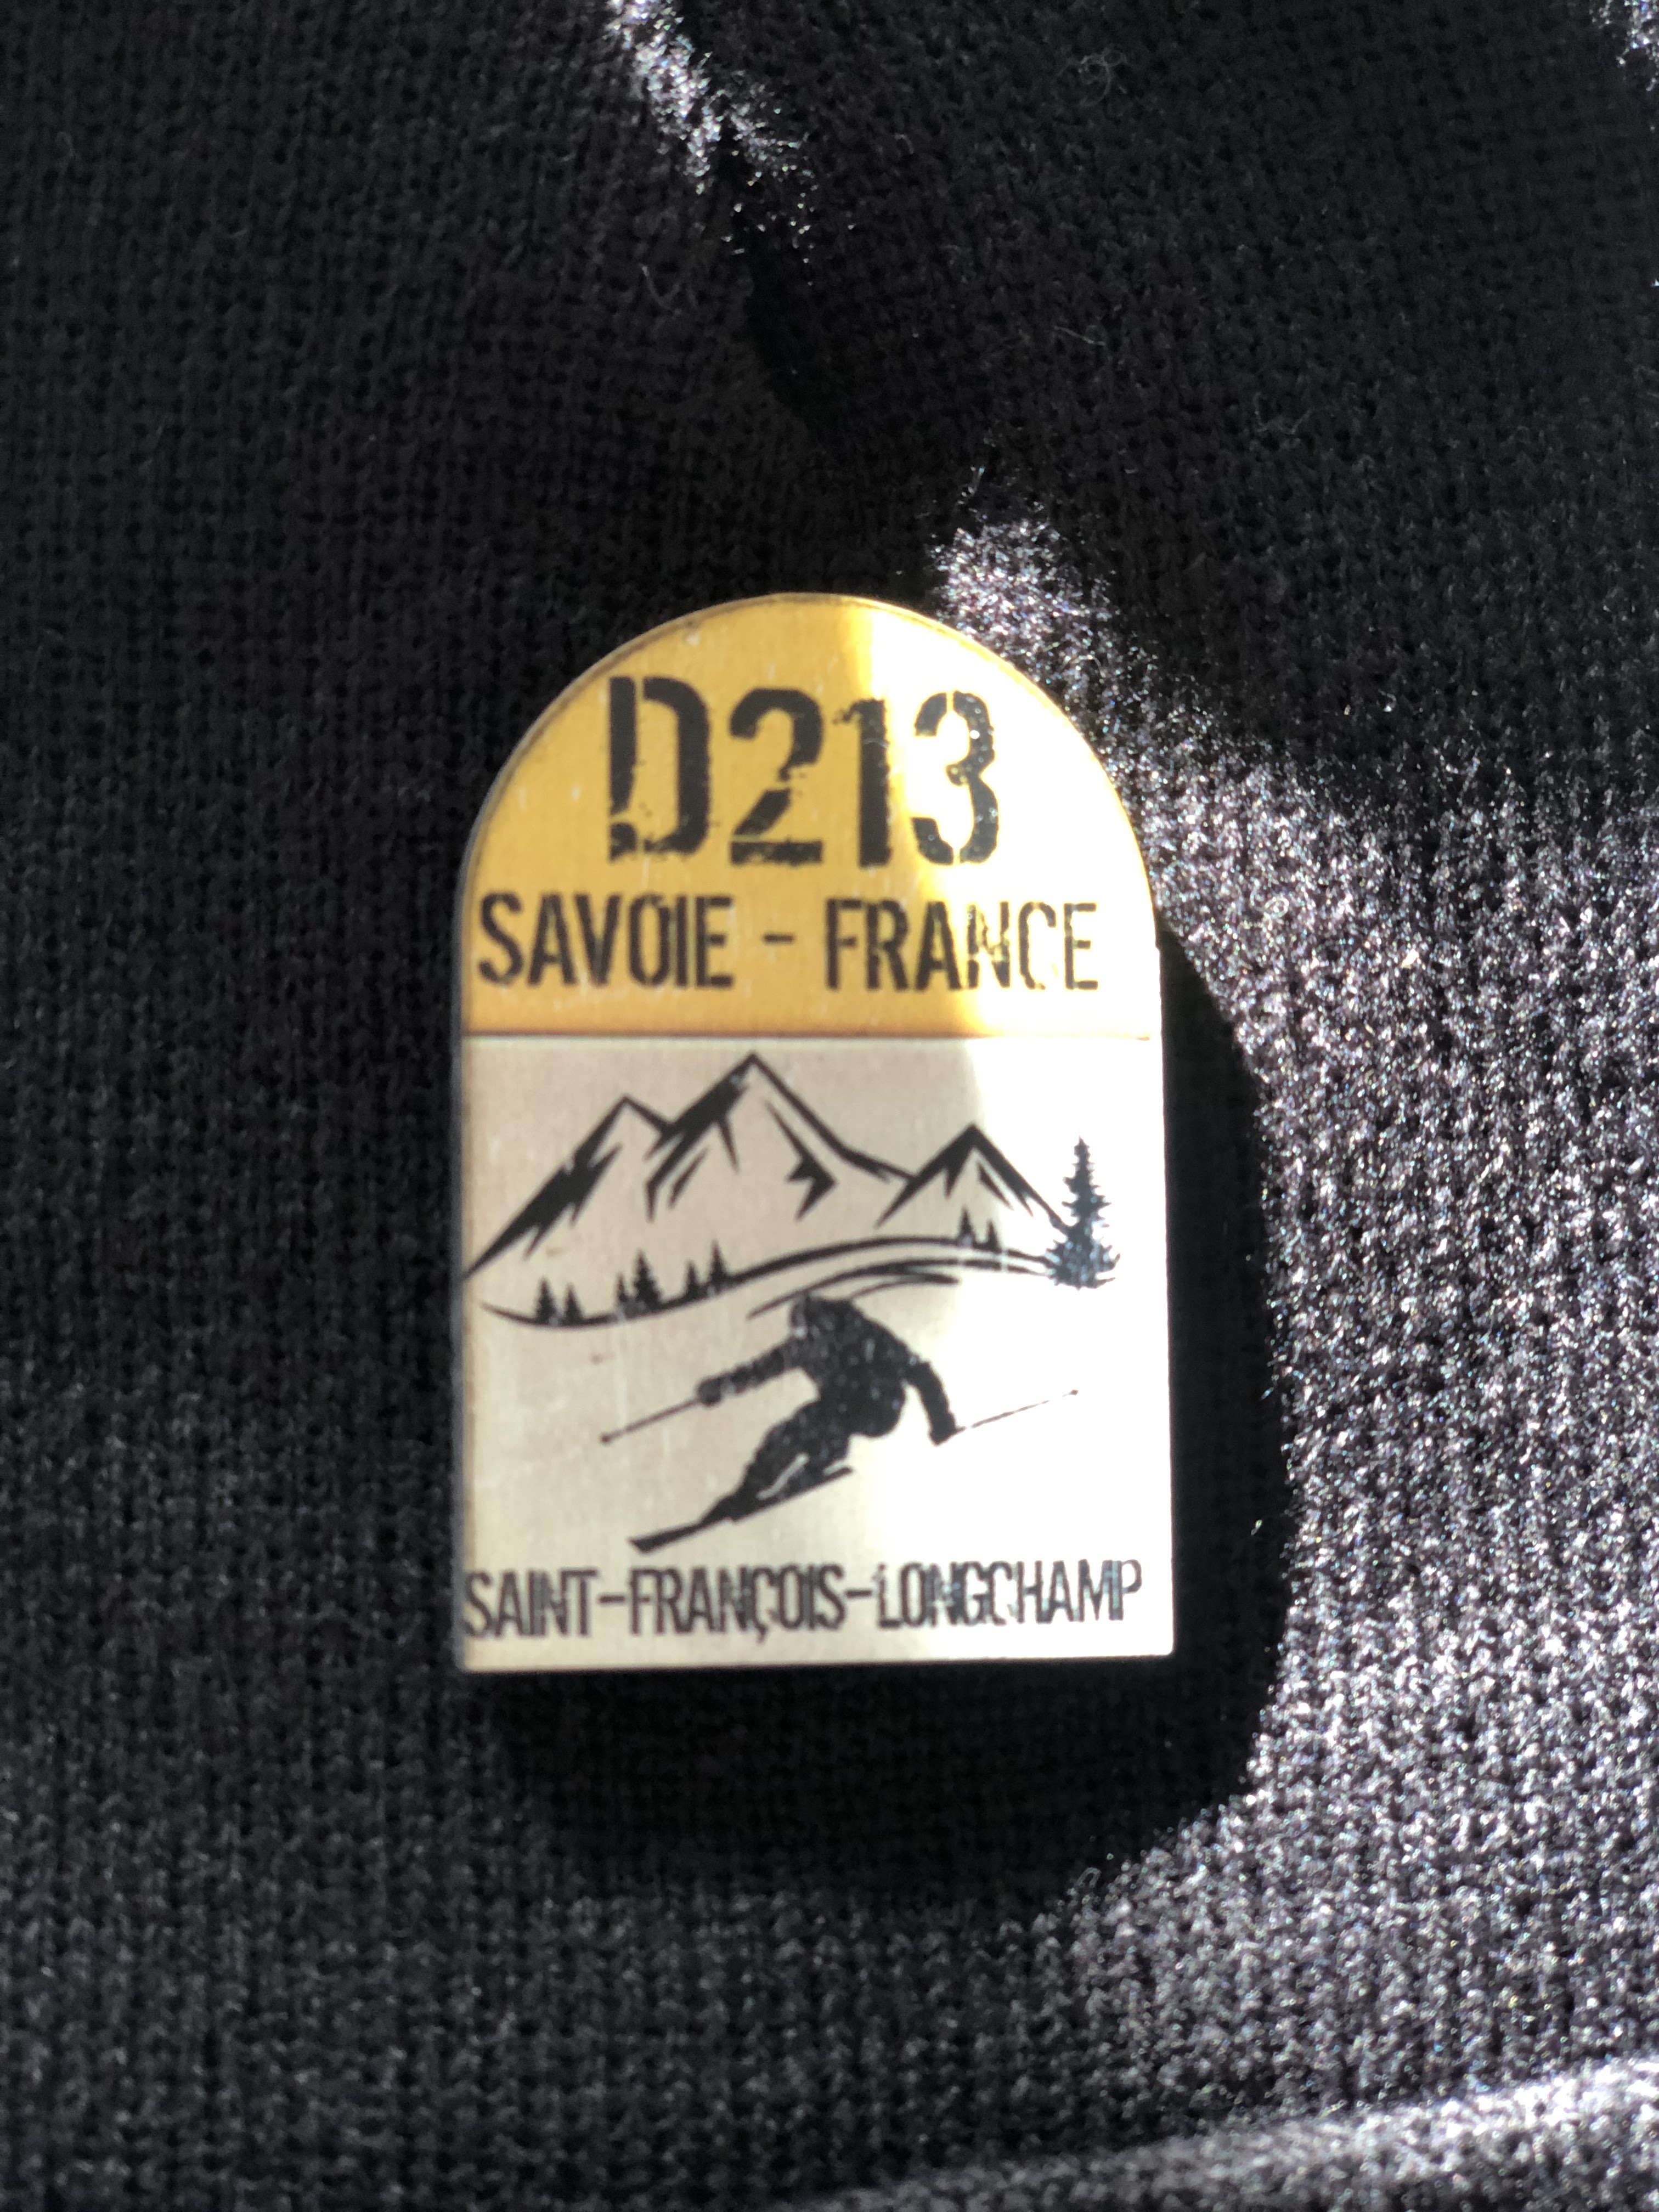 D213
SAVOIE - FRANCE
SAINT-FRANÇOIS-LONGCHAMP